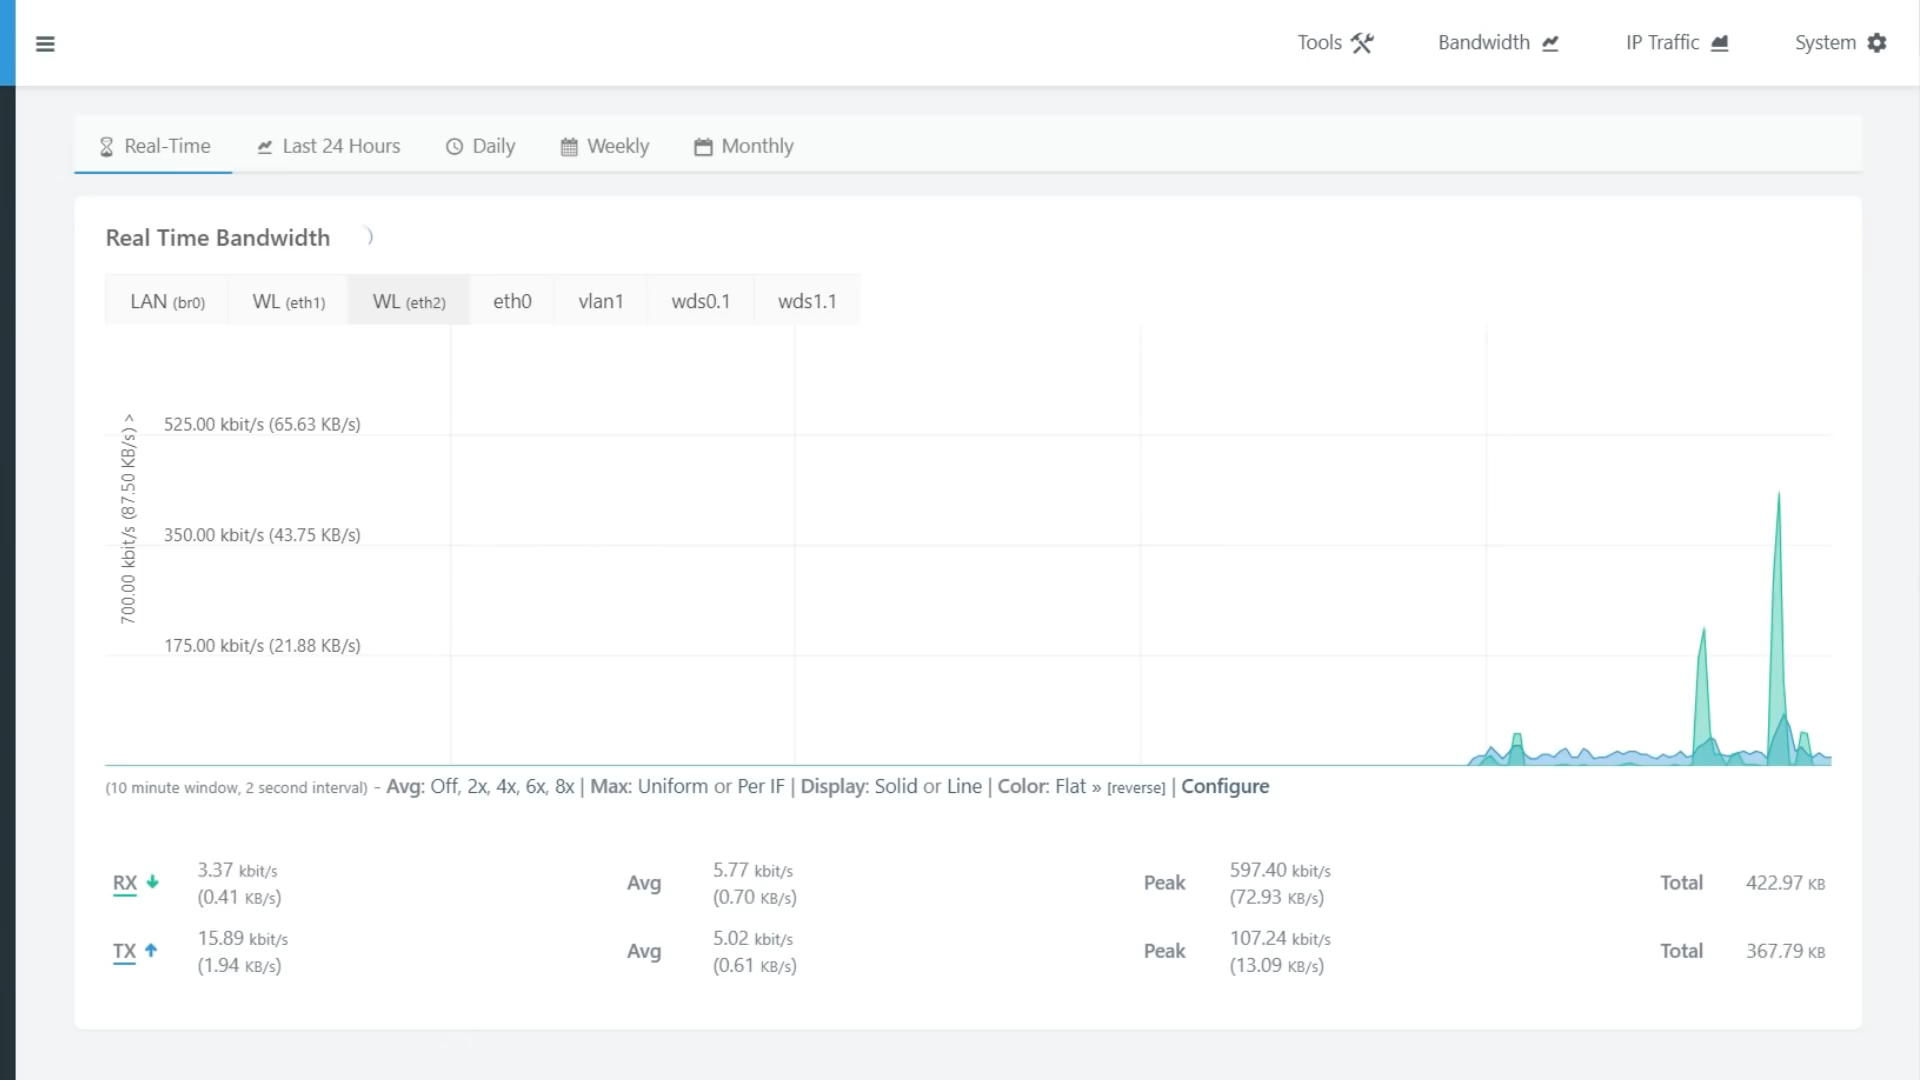 Tools Bandwidth IP Traffic System
Real-Time Last 24 Hours Daily Weekly Monthly
Real Time Bandwidth
LAN (br0) WL (eth1) WL (eth2) eth0 vlan1 wds0.1 wds1.1
700.00 kbit/s (87.50 KB/s) >
525.00 kbit/s (65.63 KB/s)
350.00 kbit/s (43.75 KB/s)
175.00 kbit/s (21.88 KB/s)
(10 minute window, 2 second interval) - Avg: Off, 2x, 4x, 6x, 8x | Max: Uniform or Per IF | Display: Solid or Line | Color: Flat » [reverse] | Configure
RX 3.37 kbit/s (0.41 KB/s) Avg 5.77 kbit/s (0.70 KB/s) Peak 597.40 kbit/s (72.93 KB/s) Total 422.97 KB
TX 15.89 kbit/s (1.94 KB/s) Avg 5.02 kbit/s (0.61 KB/s) Peak 107.24 kbit/s (13.09 KB/s) Total 367.79 KB